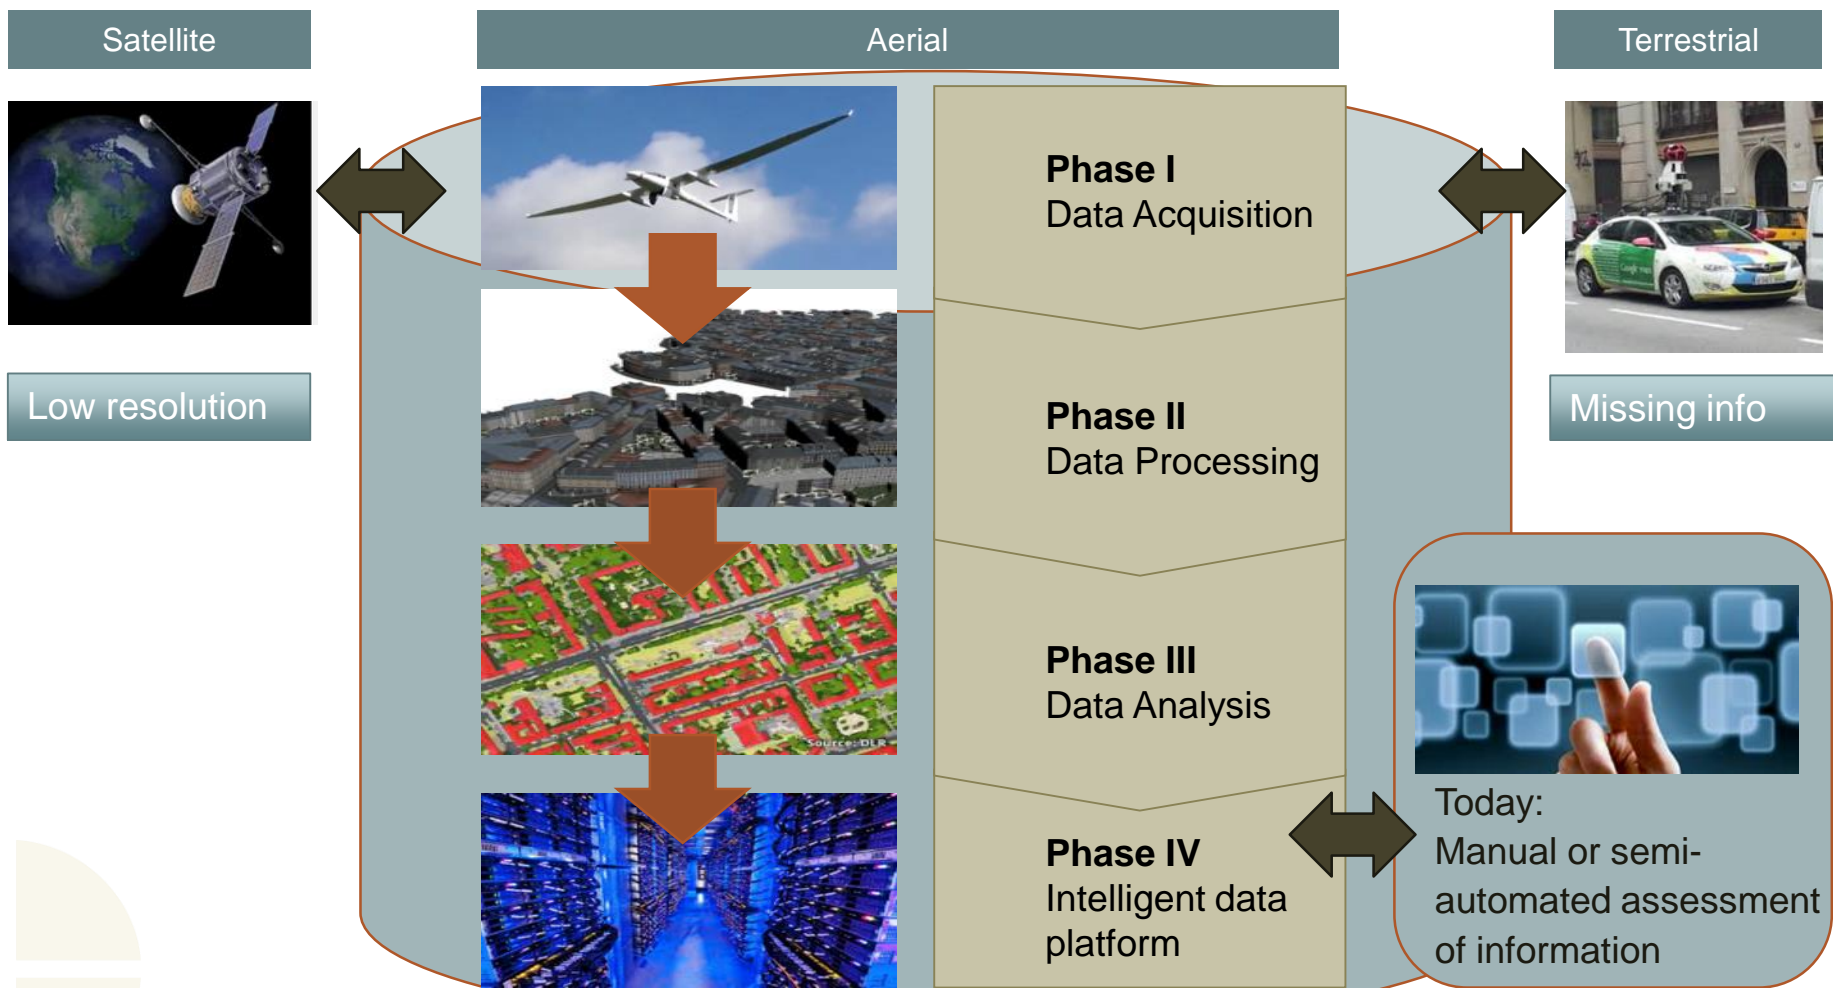 Satellite
Aerial
Terrestrial
Phase I
Data Acquisition
Google
Low resolution
Missing info
Phase II
Data Processing
Phase III
Data Analysis
Source: DLR
Phase IV
Intelligent data
platform
Today:
Manual or semi-
automated assessment
of information